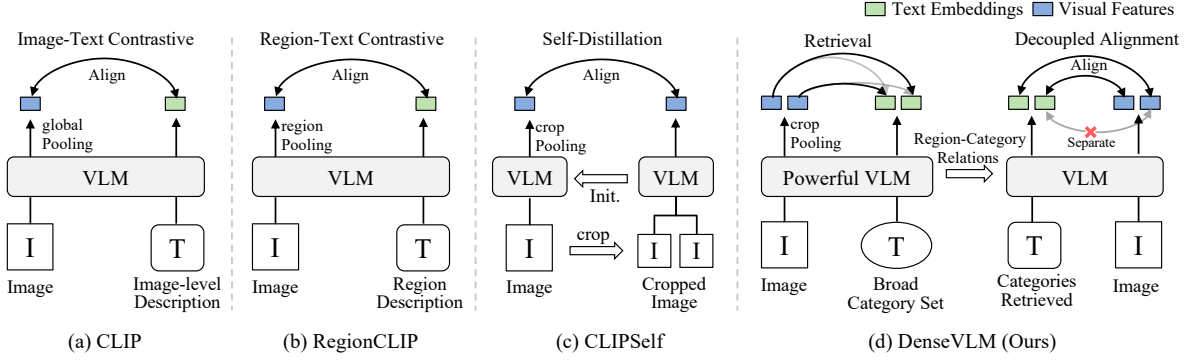 Text Embeddings
Visual Features
Image-Text Contrastive
Align
global
Pooling
VLM
I
T
Image
Image-level
Description
(a) CLIP
Region-Text Contrastive
Align
region
Pooling
VLM
I
T
Image
Region
Description
(b) RegionCLIP
Self-Distillation
Align
crop
Pooling
VLM
Init.
VLM
I
crop
I
I
Image
Cropped
Image
(c) CLIPSelf
Retrieval
crop
Pooling
Powerful VLM
I
T
Image
Broad
Category Set
Region-Category
Relations
Decoupled Alignment
Align
Separate
VLM
T
I
Categories
Retrieved
Image
(d) DenseVLM (Ours)